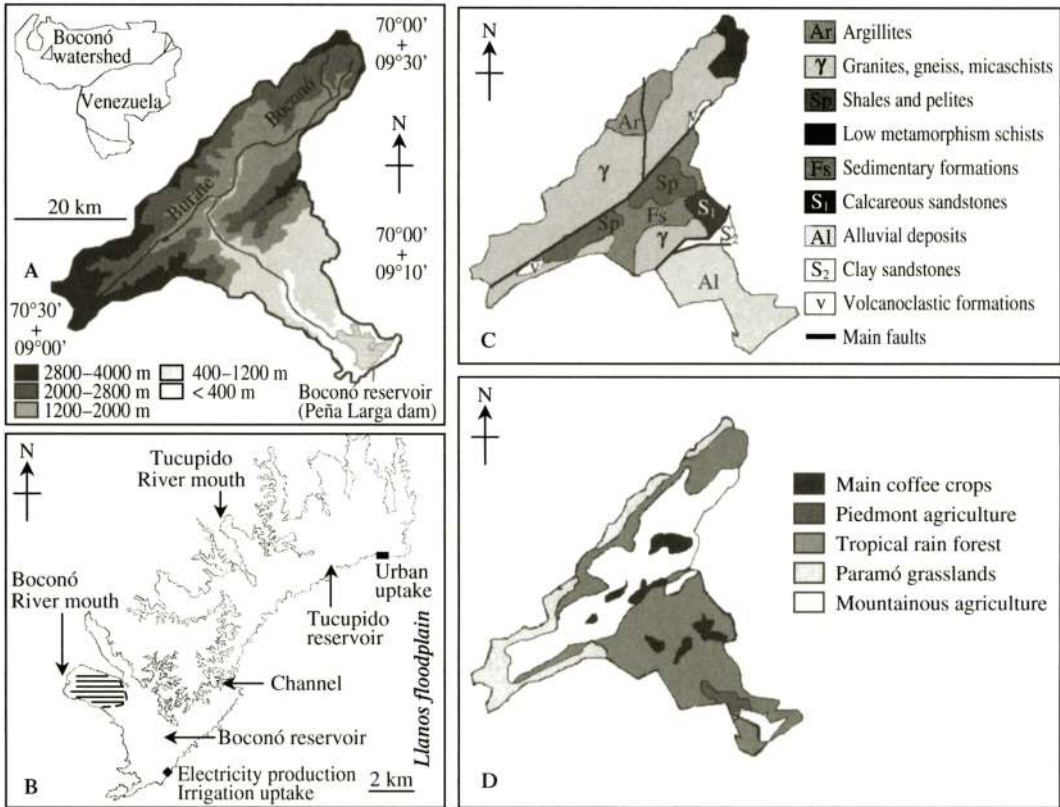 Boconó
watershed
Venezuela
70°00'
+
09°30'
Boconó
N
Burate
20 km
A
70°00'
+
09°10'
70°30'
+
09°00'
2800–4000 m
400–1200 m
2000–2800 m
< 400 m
1200–2000 m
Boconó reservoir
(Peña Larga dam)
N
Tucupido
River mouth
Boconó
River mouth
Urban
uptake
Tucupido
reservoir
Channel
Boconó reservoir
Llanos floodplain
B
Electricity production
Irrigation uptake
2 km
N
Ar
v
γ
Sp
Sp
Fs
S1
γ
S2
v
Al
C
Ar Argillites
γ Granites, gneiss, micaschists
Sp Shales and pelites
Low metamorphism schists
Fs Sedimentary formations
S1 Calcareous sandstones
Al Alluvial deposits
S2 Clay sandstones
v Volcanoclastic formations
Main faults
N
Main coffee crops
Piedmont agriculture
Tropical rain forest
Paramó grasslands
Mountainous agriculture
D